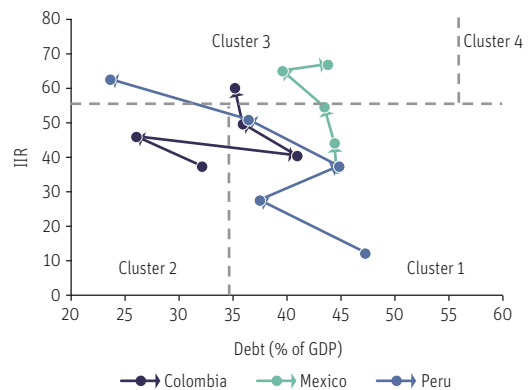 80
70
60
50
40
30
20
10
0
IIR
Cluster 3
Cluster 4
Cluster 2
Cluster 1
20 25 30 35 40 45 50 55 60
Debt (% of GDP)
Colombia Mexico Peru